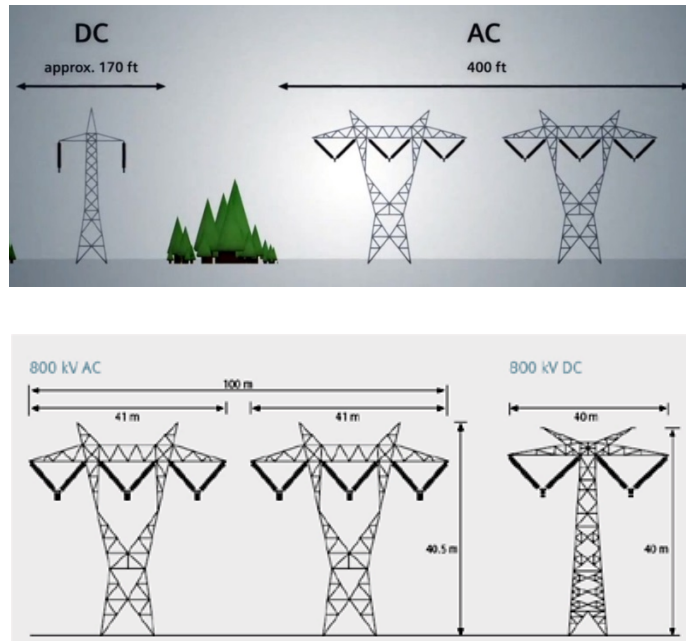 DC
AC
approx. 170 ft
400 ft
800 kV AC
800 kV DC
100 m
41 m
41 m
40 m
40.5 m
40 m